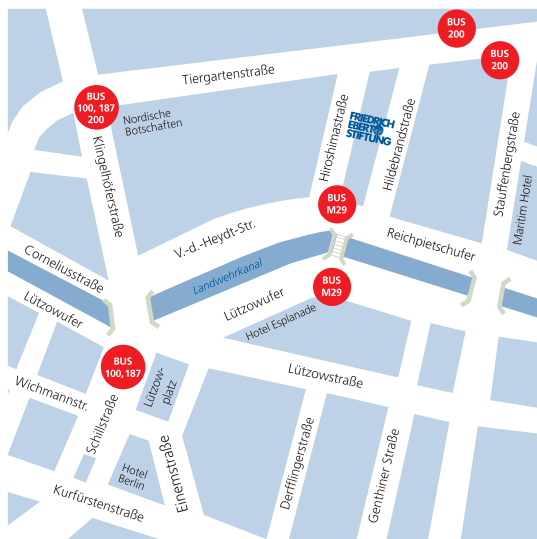 BUS
200
BUS
200
Tiergartenstraße
BUS
100, 187
200
Nordische
Botschaften
FRIEDRICH
EBERT
STIFTUNG
Hiroshimastraße
Hildebrandstraße
Stauffenbergstraße
Maritim Hotel
Klingelhöferstraße
BUS
M29
V.-d.-Heydt-Str.
Reichpietschufer
Corneliusstraße
Landwehrkanal
BUS
M29
Lützowufer
Lützowufer
Hotel Esplanade
BUS
100,187
Lützow-
platz
Lützowstraße
Wichmannstr.
Schillstraße
Einemstraße
Derfflingerstraße
Genthiner Straße
Hotel
Berlin
Kurfürstenstraße